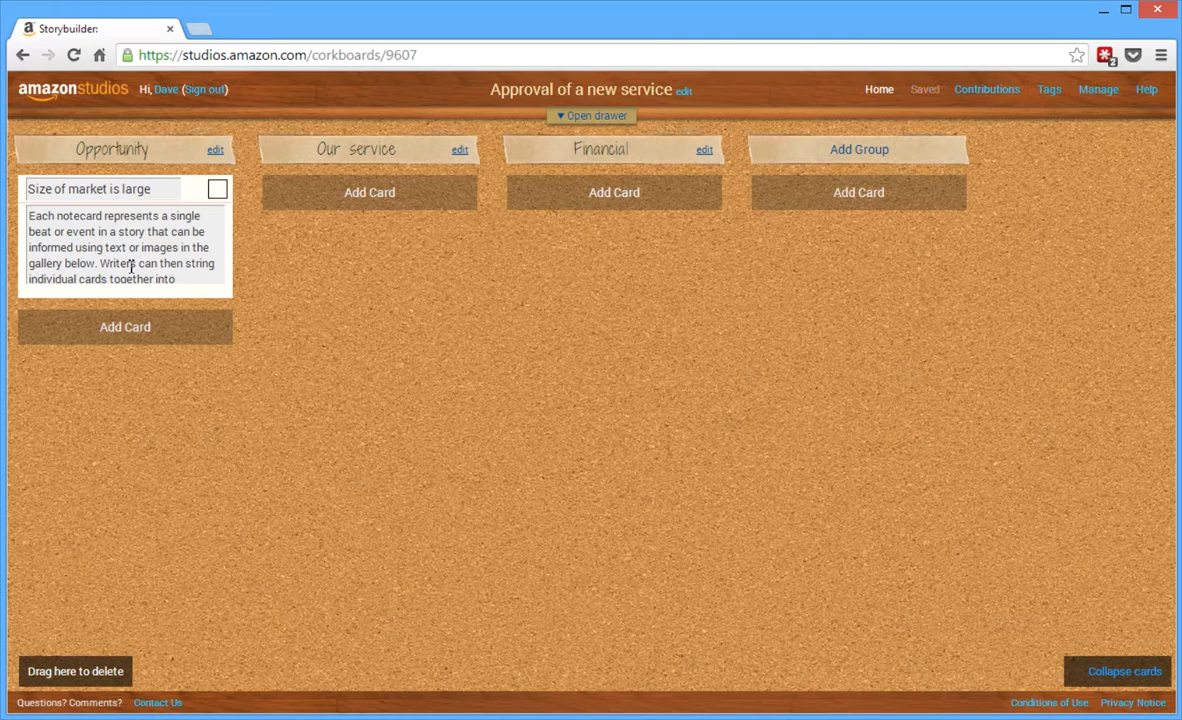 Storybuilder:
https://studios.amazon.com/corkboards/9607
2
amazonstudios Hi, Dave (Sign out) Approval of a new service edit Home Saved Contributions Tags Manage Help
▼ Open drawer
Opportunity edit Our service edit Financial edit Add Group
Size of market is large Add Card Add Card Add Card
Each notecard represents a single
beat or event in a story that can be
informed using text or images in the
gallery below. Writers can then string
individual cards together into
Add Card
Drag here to delete Collapse cards
Questions? Comments? Contact Us Conditions of Use Privacy Notice